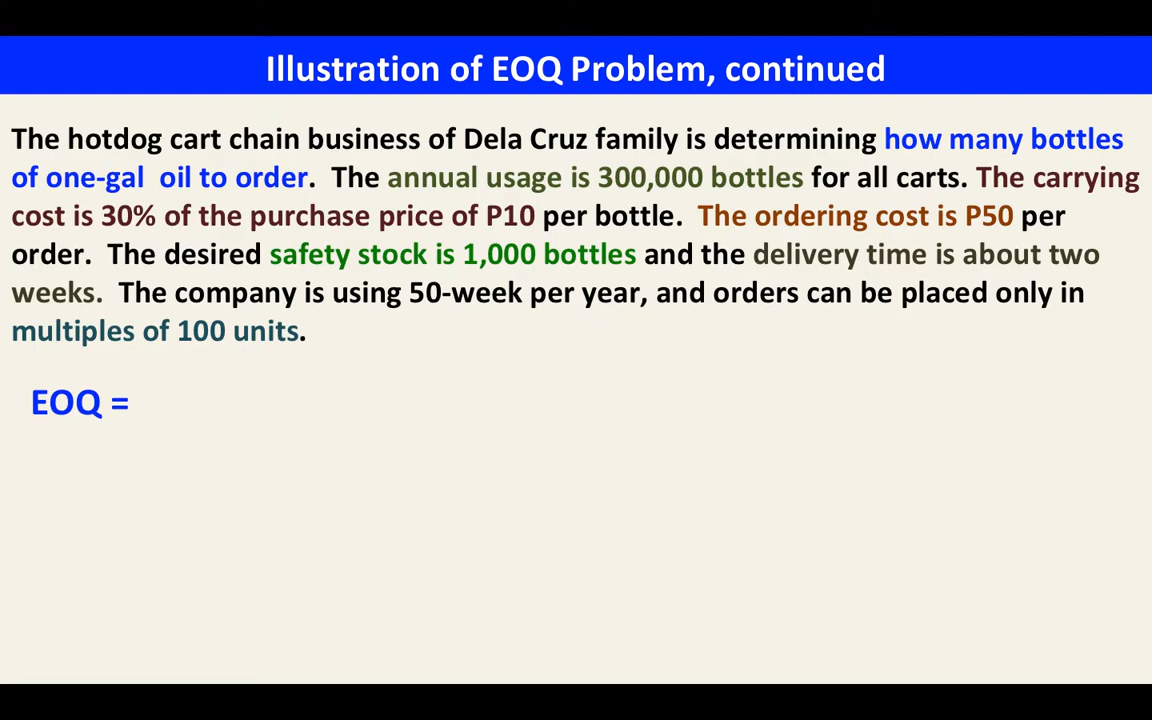 Illustration of EOQ Problem, continued
The hotdog cart chain business of Dela Cruz family is determining how many bottles
of one-gal  oil to order.  The annual usage is 300,000 bottles for all carts. The carrying
cost is 30% of the purchase price of P10 per bottle.  The ordering cost is P50 per
order.  The desired safety stock is 1,000 bottles and the delivery time is about two
weeks.  The company is using 50-week per year, and orders can be placed only in
multiples of 100 units.
EOQ =